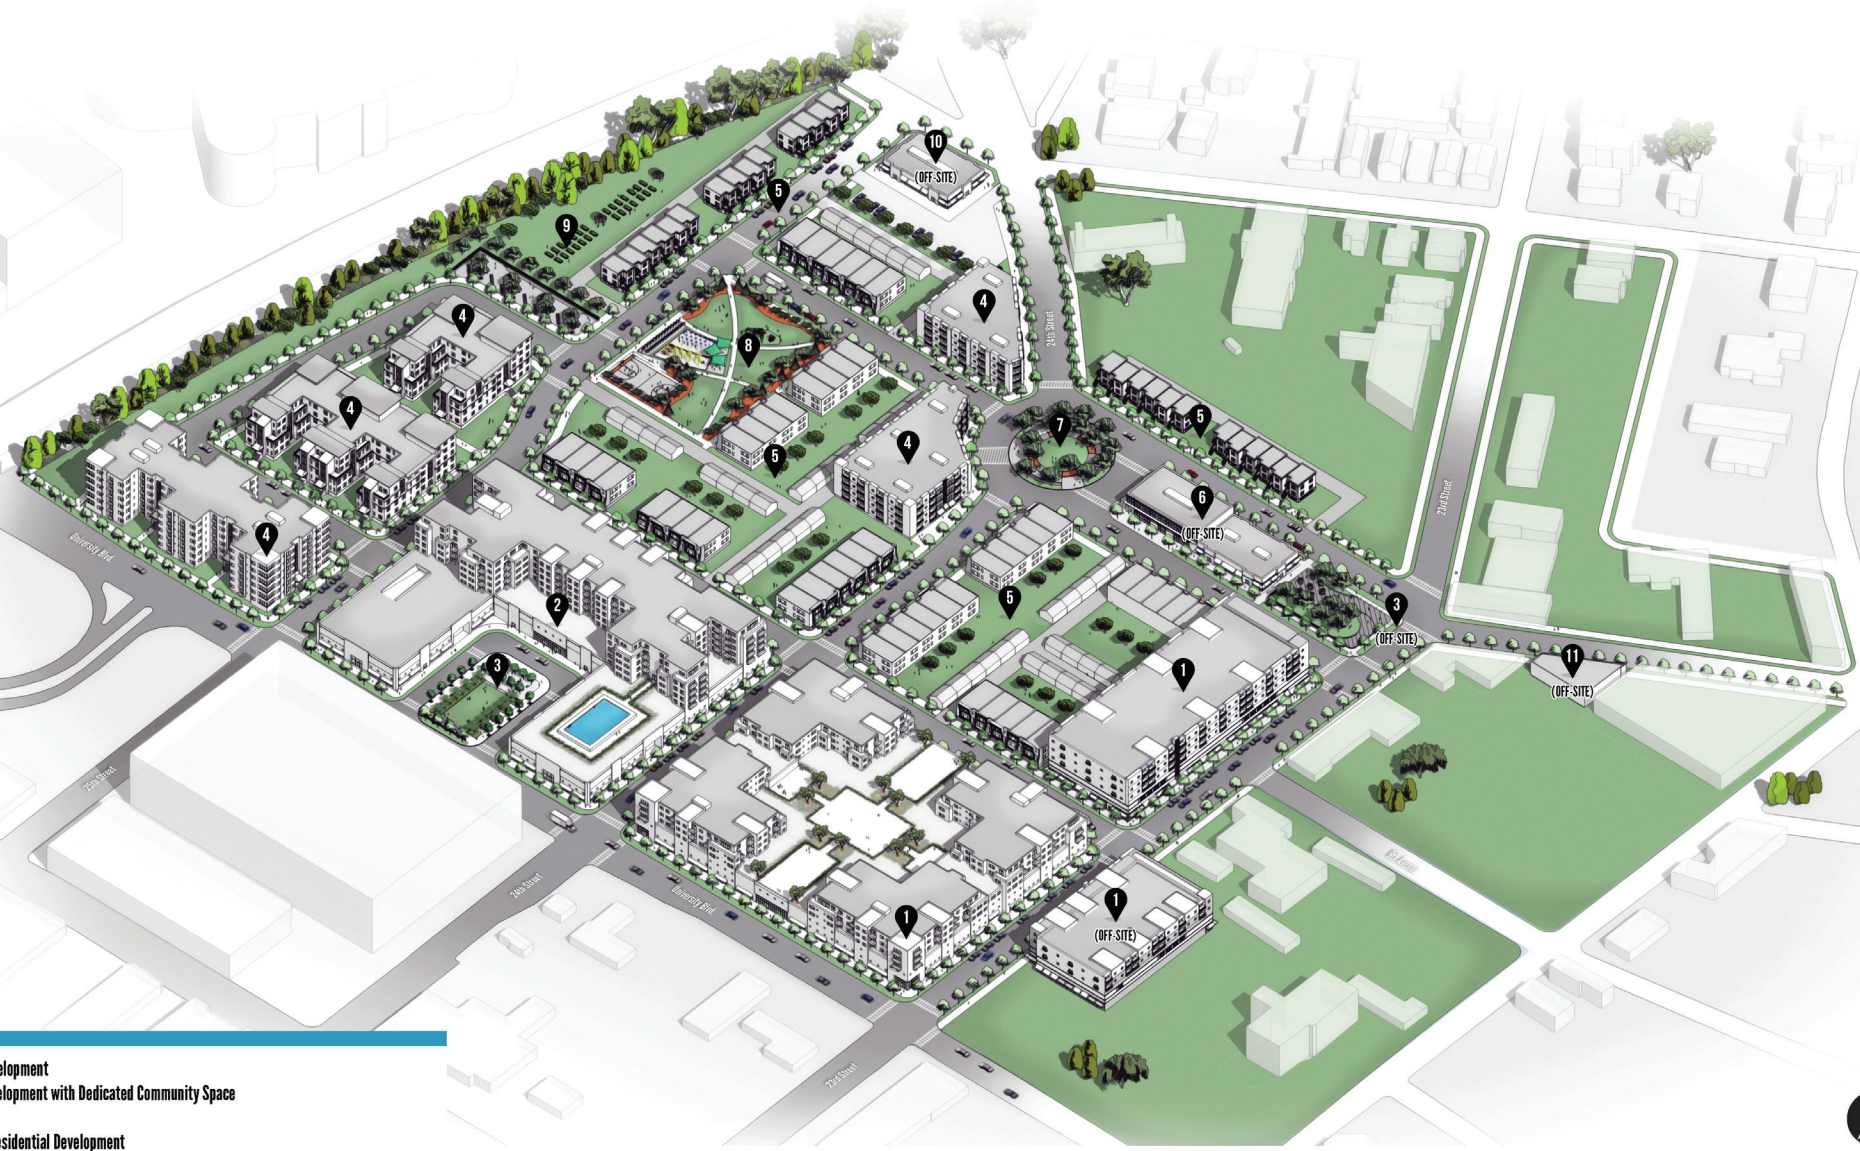 10
(OFF-SITE)
5
9
4
4
24th Street
8
4
5
7
4
5
6
(OFF-SITE)
23rd Street
4
University Blvd
2
5
3
(OFF-SITE)
3
1
11
(OFF-SITE)
25th Street
24th Street
University Blvd
1
1
(OFF-SITE)
23rd Street
elopment
elopment with Dedicated Community Space
esidential Development